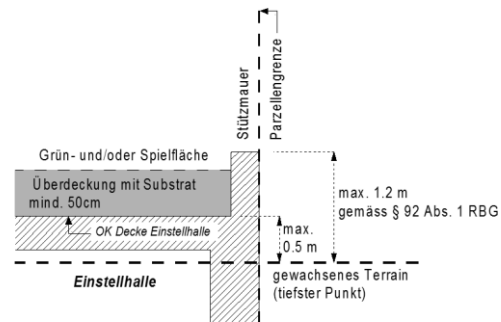 Stützmauer
Parzellengrenze
Grün- und/oder Spielfläche
Überdeckung mit Substrat
mind. 50cm
OK Decke Einstellhalle
max.
0.5 m
max. 1.2 m
gemäss § 92 Abs. 1 RBG
Einstellhalle
gewachsenes Terrain
(tiefster Punkt)